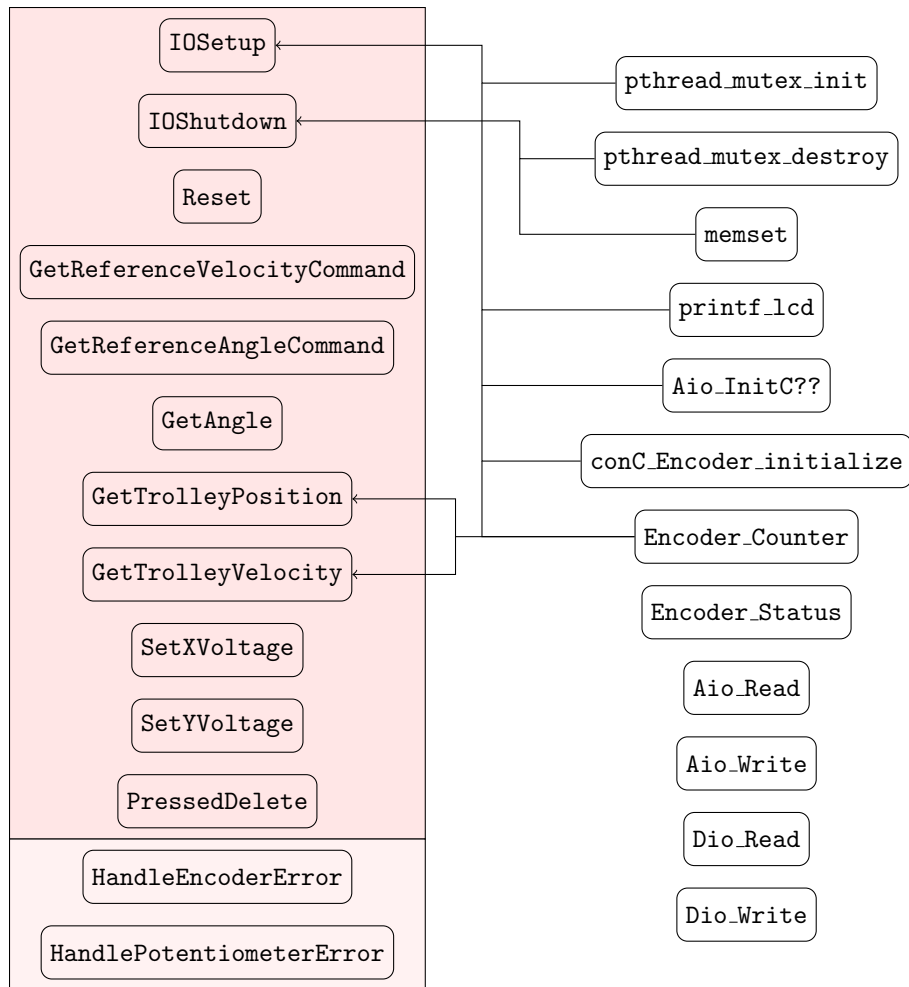 IOSetup
IOShutdown
Reset
GetReferenceVelocityCommand
GetReferenceAngleCommand
GetAngle
GetTrolleyPosition
GetTrolleyVelocity
SetXVoltage
SetYVoltage
PressedDelete
HandleEncoderError
HandlePotentiometerError
pthread_mutex_init
pthread_mutex_destroy
memset
printf_lcd
Aio_InitC??
conC_Encoder_initialize
Encoder_Counter
Encoder_Status
Aio_Read
Aio_Write
Dio_Read
Dio_Write